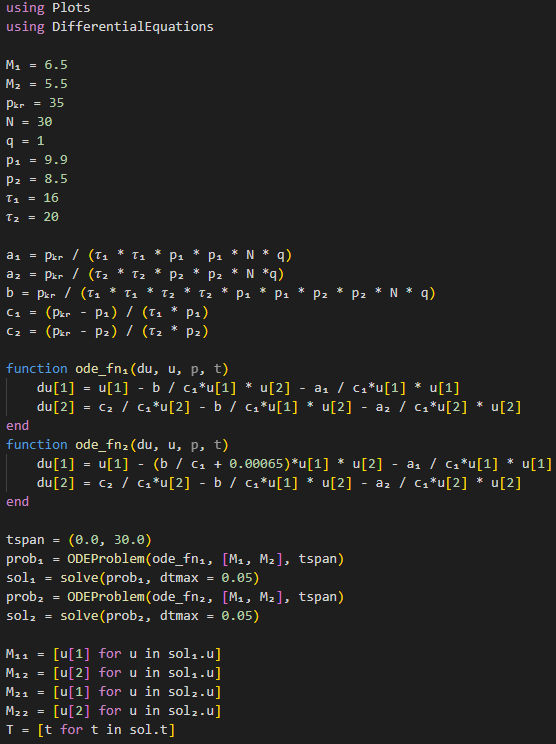 using Plots
using DifferentialEquations
M₁ = 6.5
M₂ = 5.5
pₖᵣ = 35
N = 30
q = 1
p₁ = 9.9
p₂ = 8.5
τ₁ = 16
τ₂ = 20
a₁ = pₖᵣ / (τ₁ * τ₁ * p₁ * p₁ * N * q)
a₂ = pₖᵣ / (τ₂ * τ₂ * p₂ * p₂ * N *q)
b = pₖᵣ / (τ₁ * τ₁ * τ₂ * τ₂ * p₁ * p₁ * p₂ * p₂ * N * q)
c₁ = (pₖᵣ - p₁) / (τ₁ * p₁)
c₂ = (pₖᵣ - p₂) / (τ₂ * p₂)
function ode_fn₁(du, u, p, t)
    du[1] = u[1] - b / c₁*u[1] * u[2] - a₁ / c₁*u[1] * u[1]
    du[2] = c₂ / c₁*u[2] - b / c₁*u[1] * u[2] - a₂ / c₁*u[2] * u[2]
end
function ode_fn₂(du, u, p, t)
    du[1] = u[1] - (b / c₁ + 0.00065)*u[1] * u[2] - a₁ / c₁*u[1] * u[1]
    du[2] = c₂ / c₁*u[2] - b / c₁*u[1] * u[2] - a₂ / c₁*u[2] * u[2]
end
tspan = (0.0, 30.0)
prob₁ = ODEProblem(ode_fn₁, [M₁, M₂], tspan)
sol₁ = solve(prob₁, dtmax = 0.05)
prob₂ = ODEProblem(ode_fn₂, [M₁, M₂], tspan)
sol₂ = solve(prob₂, dtmax = 0.05)
M₁₁ = [u[1] for u in sol₁.u]
M₁₂ = [u[2] for u in sol₁.u]
M₂₁ = [u[1] for u in sol₂.u]
M₂₂ = [u[2] for u in sol₂.u]
T = [t for t in sol.t]